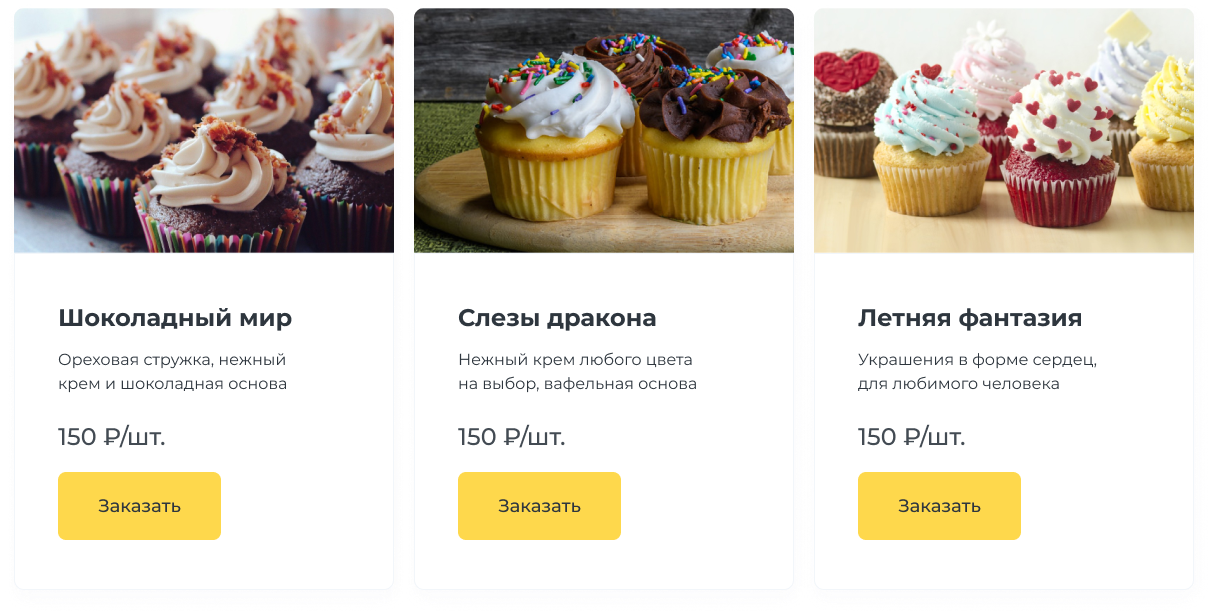 Шоколадный мир
Ореховая стружка, нежный
крем и шоколадная основа
150 ₽/шт.
Заказать
Слезы дракона
Нежный крем любого цвета
на выбор, вафельная основа
150 ₽/шт.
Заказать
Летняя фантазия
Украшения в форме сердец,
для любимого человека
150 ₽/шт.
Заказать